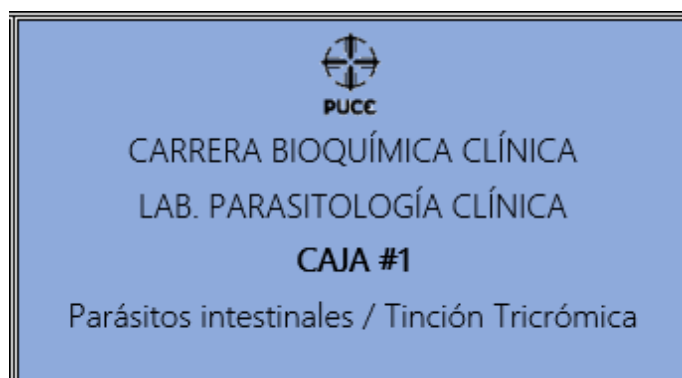 PUCE
CARRERA BIOQUÍMICA CLÍNICA
LAB. PARASITOLOGÍA CLÍNICA
CAJA #1
Parásitos intestinales / Tinción Tricrómica